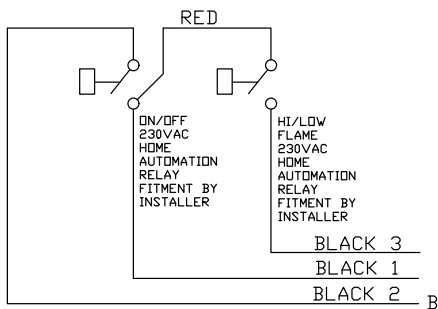 RED
ON/OFF
230VAC
HOME
AUTOMATION
RELAY
FITMENT BY
INSTALLER
HI/LOW
FLAME
230VAC
HOME
AUTOMATION
RELAY
FITMENT BY
INSTALLER
BLACK 3
BLACK 1
BLACK 2
B